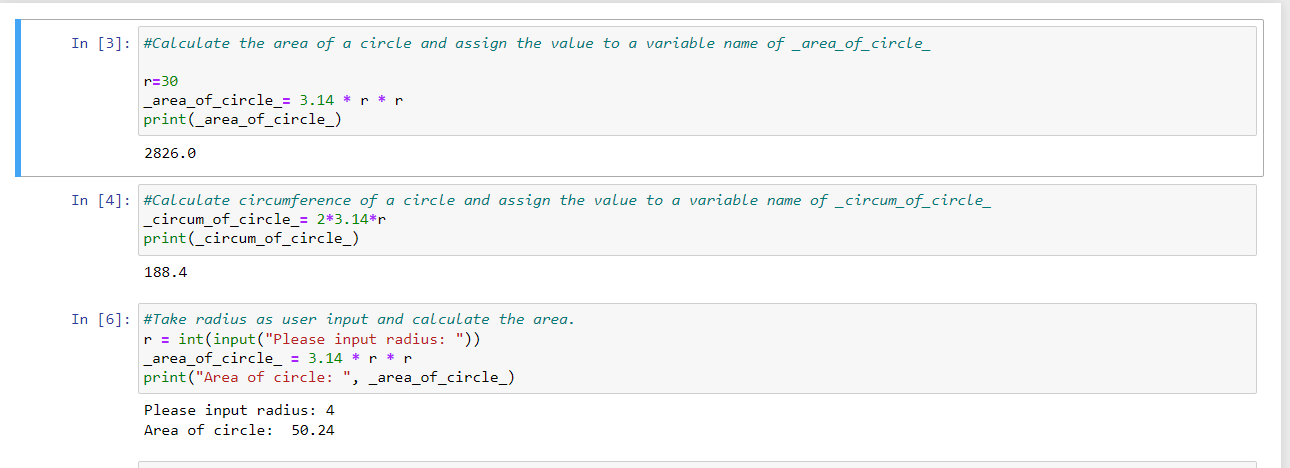 In [3]: #Calculate the area of a circle and assign the value to a variable name of _area_of_circle_
r=30
_area_of_circle_= 3.14 * r * r
print(_area_of_circle_)
2826.0
In [4]: #Calculate circumference of a circle and assign the value to a variable name of _circum_of_circle_
_circum_of_circle_= 2*3.14*r
print(_circum_of_circle_)
188.4
In [6]: #Take radius as user input and calculate the area.
r = int(input("Please input radius: "))
_area_of_circle_ = 3.14 * r * r
print("Area of circle: ", _area_of_circle_)
Please input radius: 4
Area of circle:  50.24